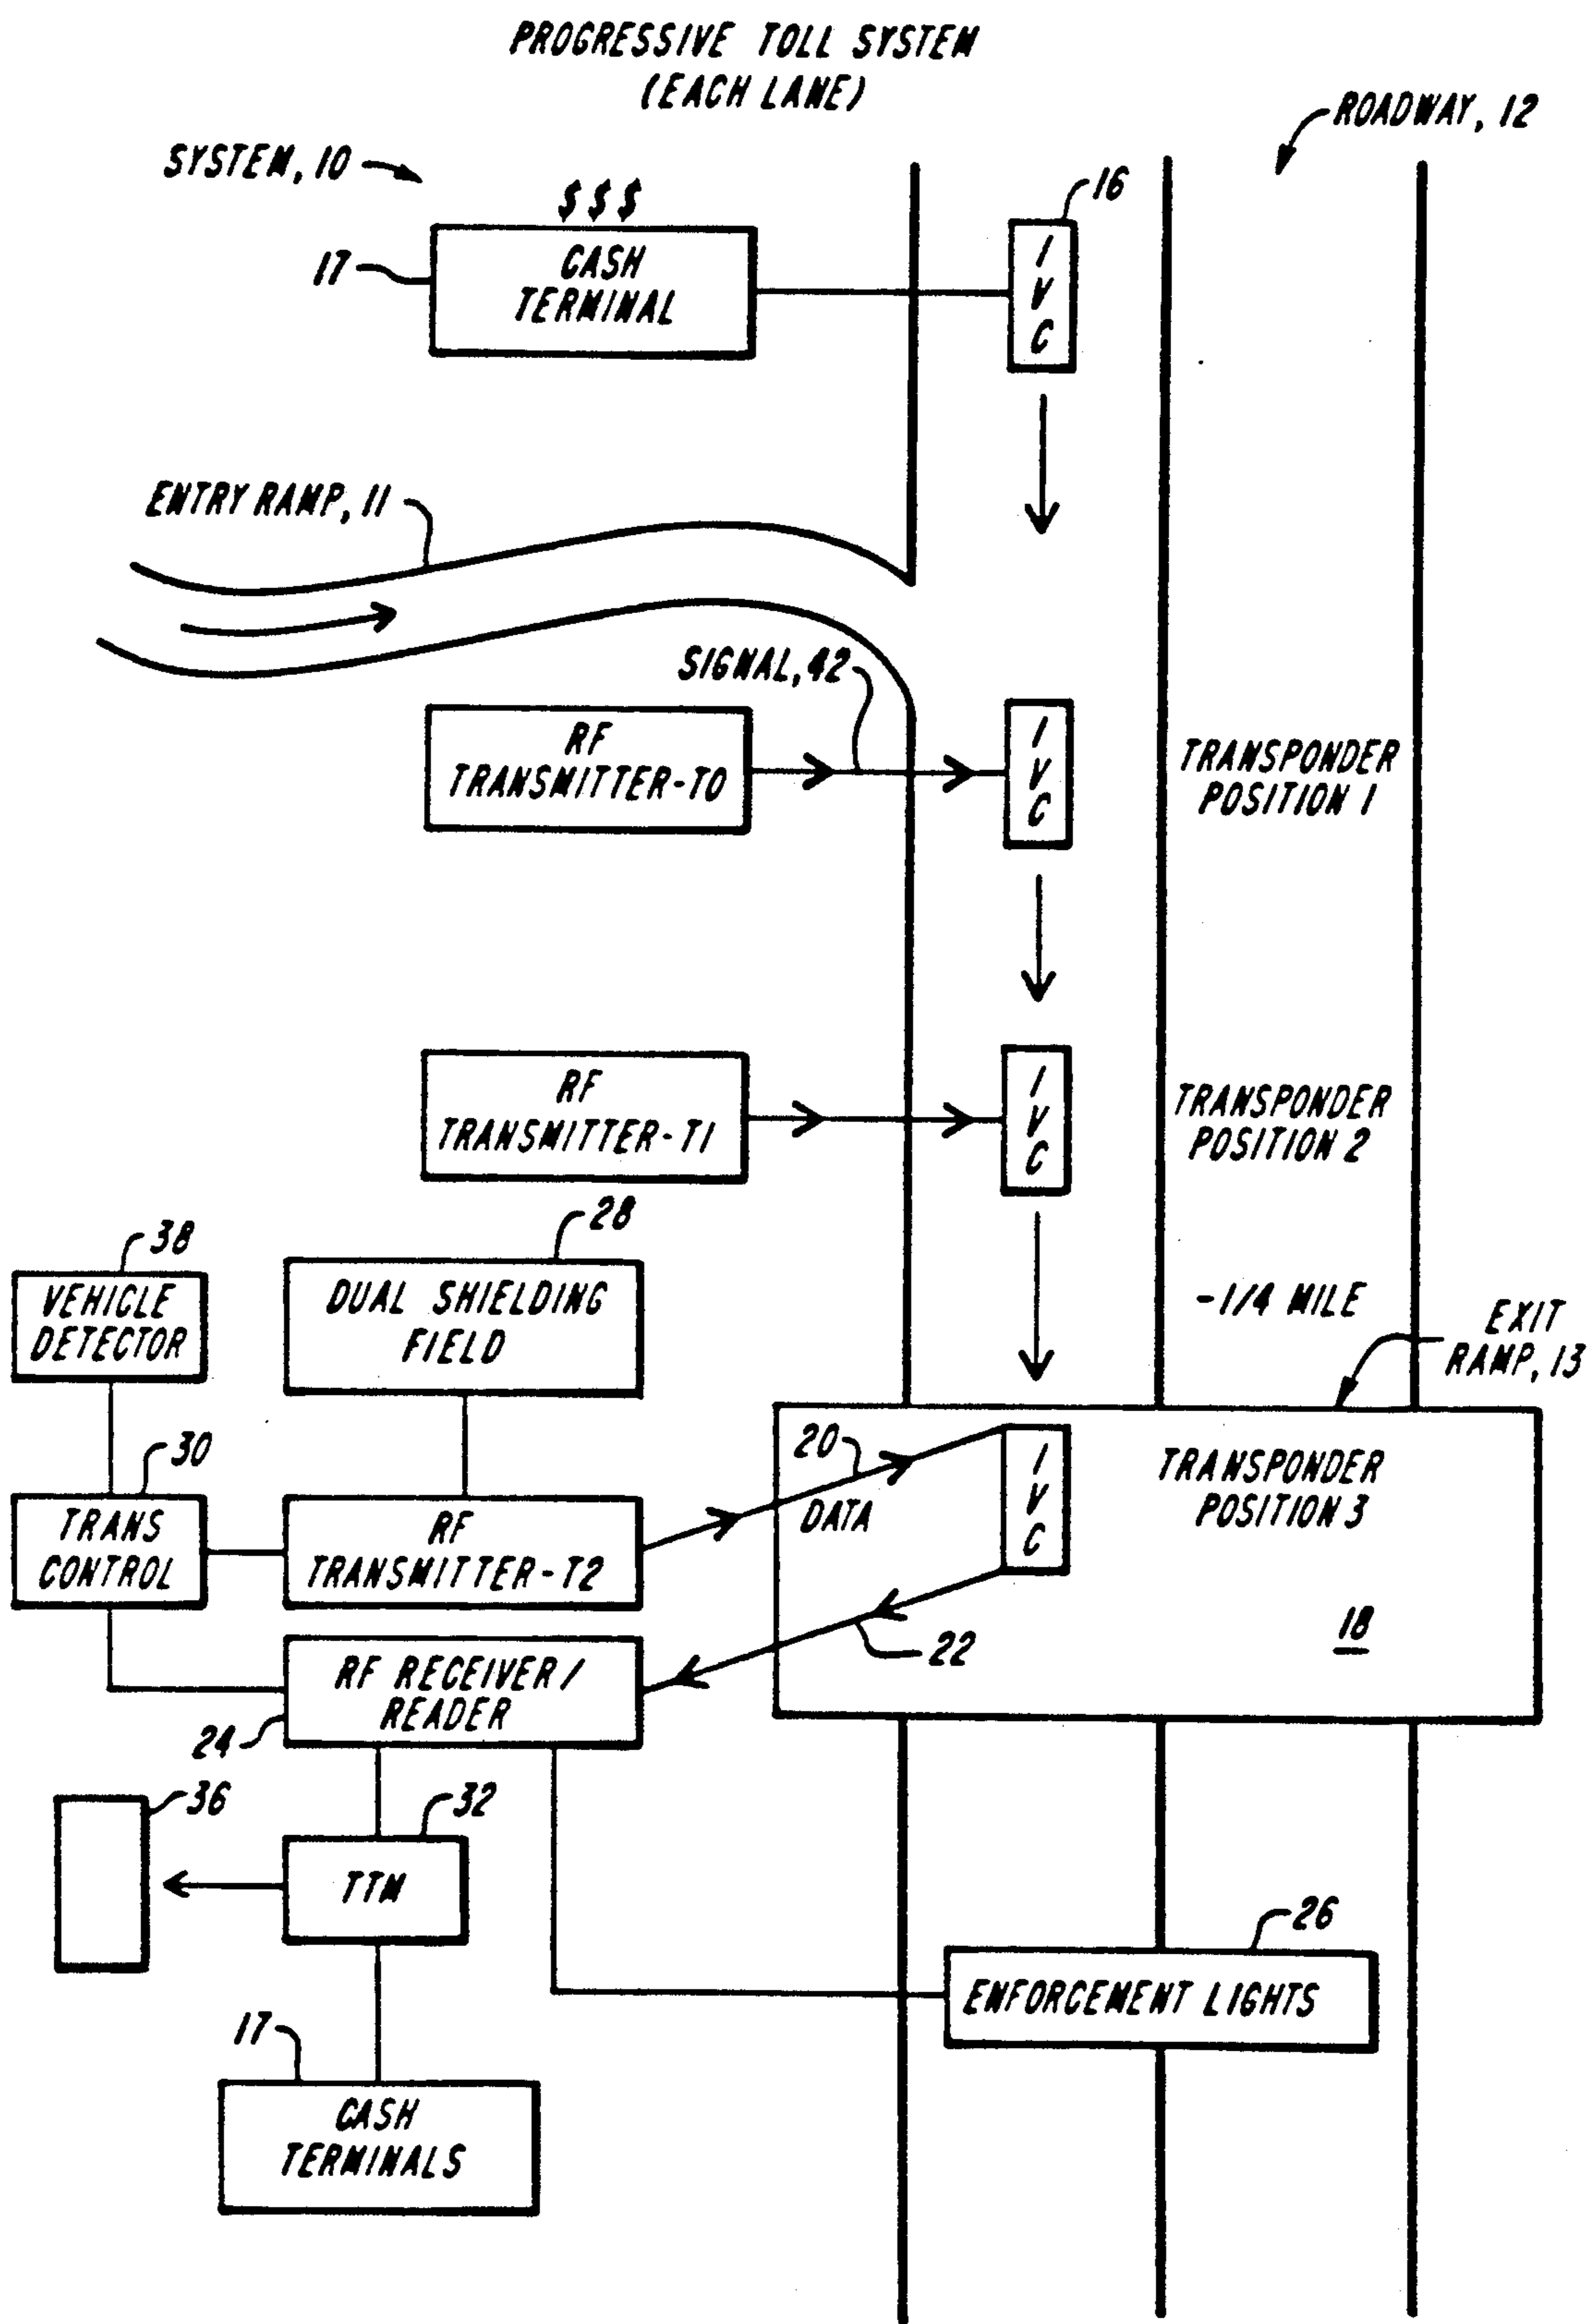 PROGRESSIVE TOLL SYSTEM
(EACH LANE)
ROADWAY, 12
SYSTEM, 10
$ $ $
16
17
CASH
TERMINAL
I
V
C
ENTRY RAMP, 11
SIGNAL, 42
RF
TRANSMITTER-T0
I
V
C
TRANSPONDER
POSITION 1
RF
TRANSMITTER-T1
I
V
C
TRANSPONDER
POSITION 2
38
28
VEHICLE
DETECTOR
DUAL SHIELDING
FIELD
~1/4 MILE
EXIT
RAMP, 13
30
20
DATA
I
V
C
TRANSPONDER
POSITION 3
TRANS
CONTROL
RF
TRANSMITTER-T2
18
22
RF RECEIVER/
READER
24
36
32
TTM
26
ENFORCEMENT LIGHTS
17
CASH
TERMINALS